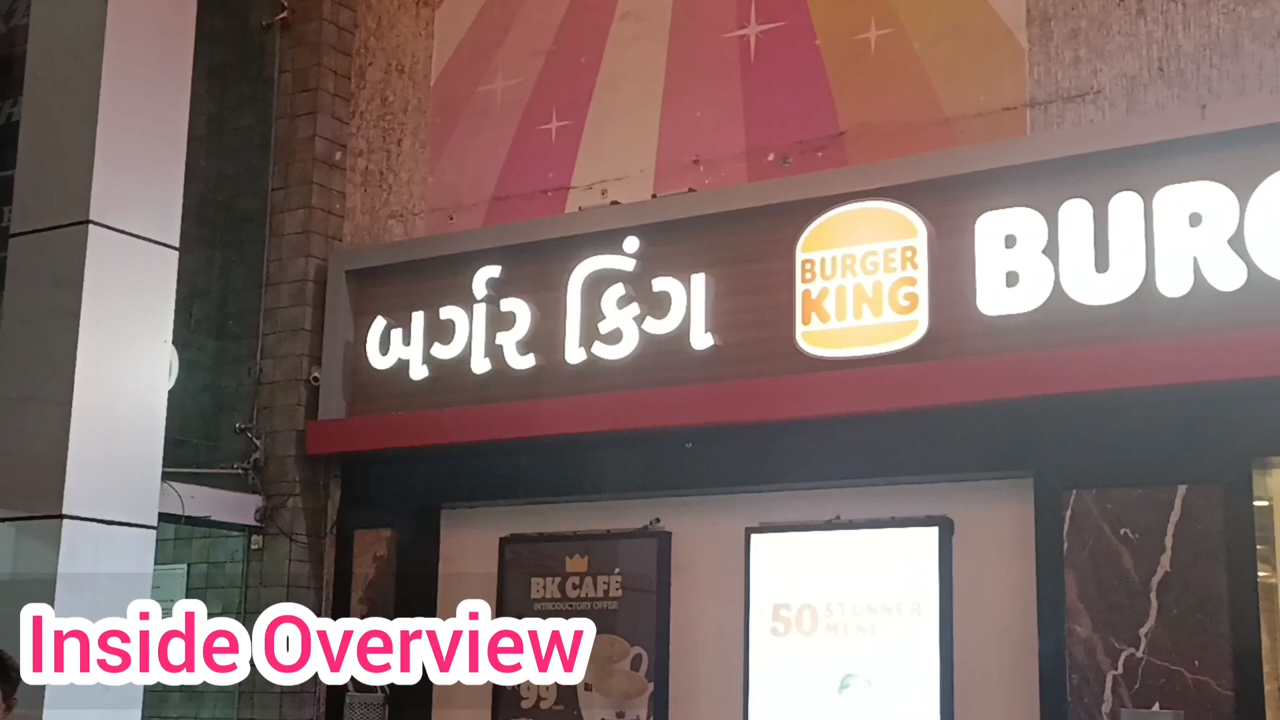 બર્ગર કિંગ
BURGER
KING
BURG
BK CAFÉ
INTRODUCTORY OFFER
99
50 STUNNER
MENU
Inside Overview